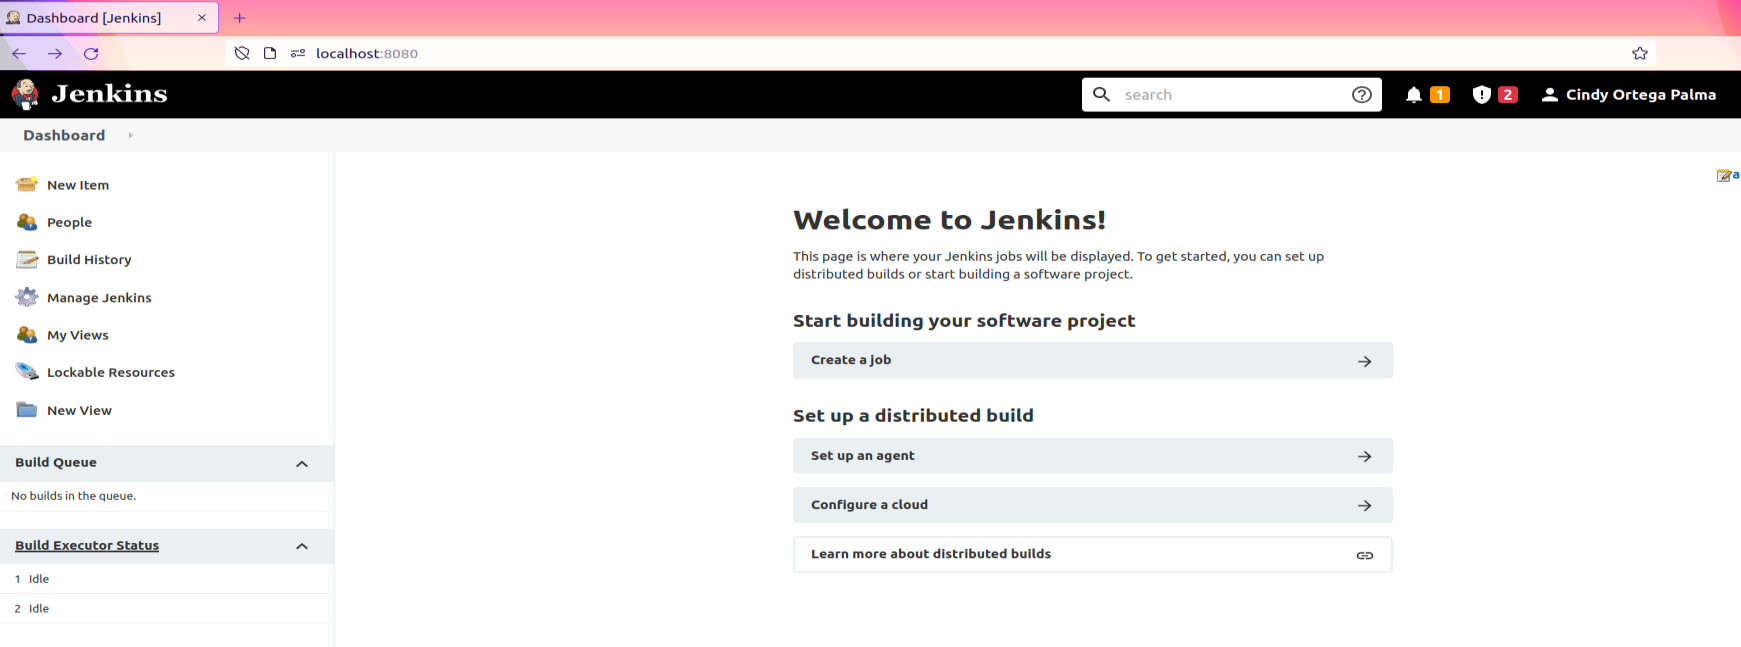 Dashboard [Jenkins]
localhost:8080
Jenkins
search
1
2
Cindy Ortega Palma
Dashboard
New Item
People
Build History
Manage Jenkins
My Views
Lockable Resources
New View
Build Queue
No builds in the queue.
Build Executor Status
1 Idle
2 Idle
a
Welcome to Jenkins!
This page is where your Jenkins jobs will be displayed. To get started, you can set up
distributed builds or start building a software project.
Start building your software project
Create a job
Set up a distributed build
Set up an agent
Configure a cloud
Learn more about distributed builds